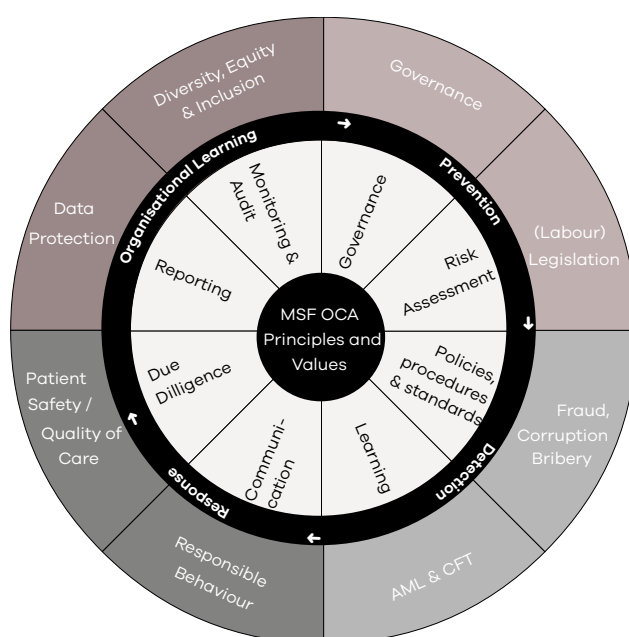 Diversity, Equity
& Inclusion
Governance
(Labour)
Legislation
Fraud,
Corruption
Bribery
AML & CFT
Responsible
Behaviour
Patient
Safety /
Quality of
Care
Data
Protection
Organisational Learning
Prevention
Detection
Response
Monitoring &
Audit
Governance
Risk
Assessment
Policies,
procedures
& standards
Learning
Communi-
cation
Due
Dilligence
Reporting
MSF OCA
Principles and
Values